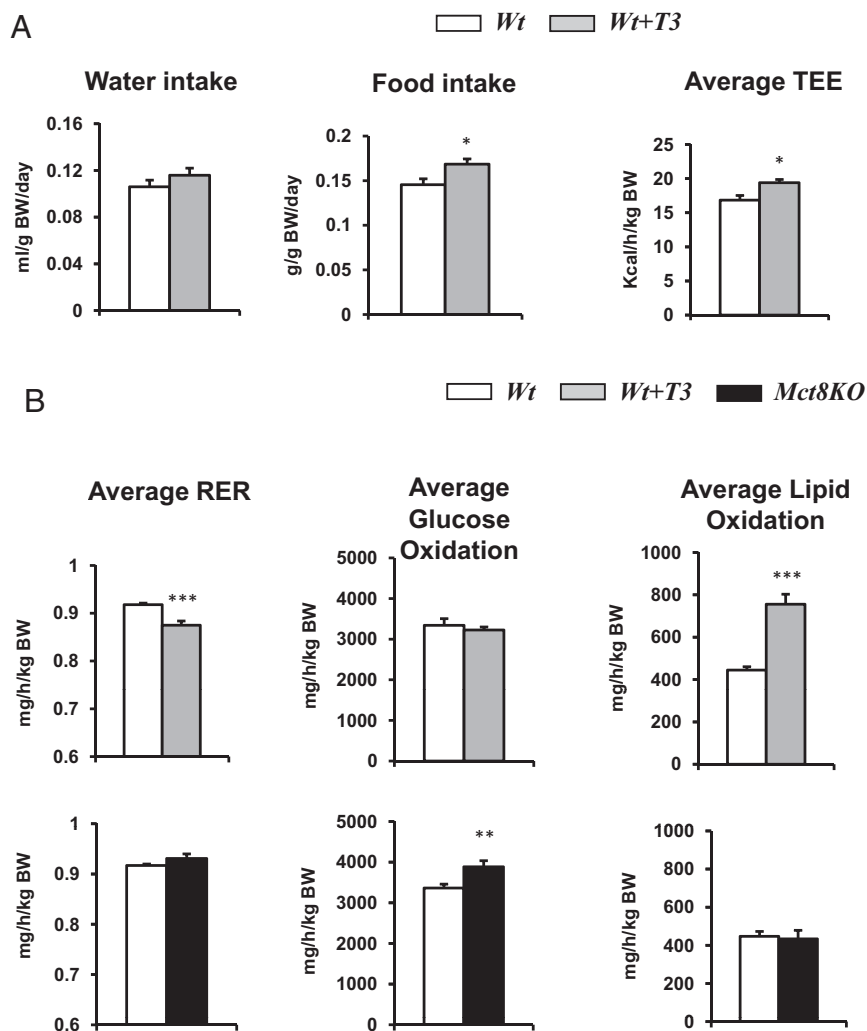 A
Wt Wt+T3
Water intake
Food intake
Average TEE
ml/g BW/day
0.16
0.12
0.08
0.04
0
g/g BW/day
0.2
0.15
0.1
0.05
0
*
Kcal/h/kg BW
25
20
15
10
5
0
*
B
Wt Wt+T3 Mct8KO
Average RER
Average
Glucose
Oxidation
Average Lipid
Oxidation
mg/h/kg BW
1
0.9
0.8
0.7
0.6
***
mg/h/kg BW
5000
4000
3000
2000
1000
0
mg/h/kg BW
1000
800
600
400
200
0
***
mg/h/kg BW
1
0.9
0.8
0.7
0.6
mg/h/kg BW
5000
4000
3000
2000
1000
0
**
mg/h/kg BW
1000
800
600
400
200
0